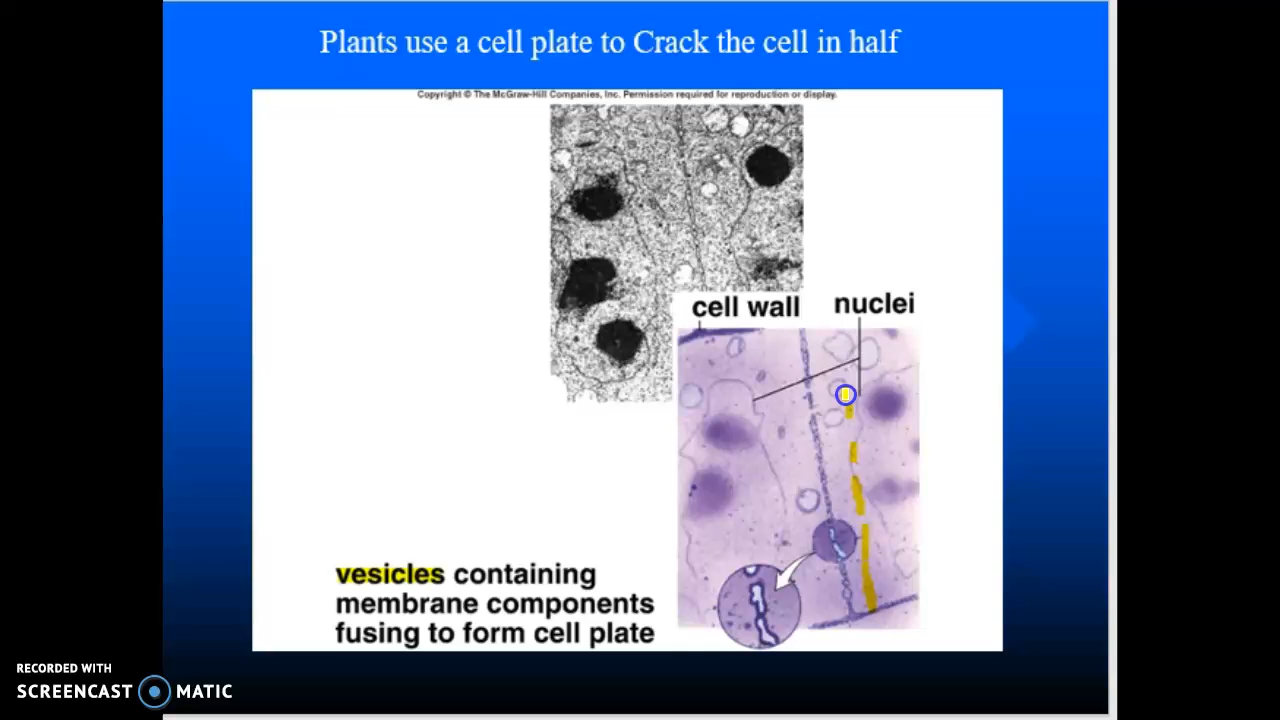 Plants use a cell plate to Crack the cell in half
Copyright © The McGraw-Hill Companies, Inc. Permission required for reproduction or display.
cell wall
nuclei
vesicles containing
membrane components
fusing to form cell plate
RECORDED WITH
SCREENCAST MATIC